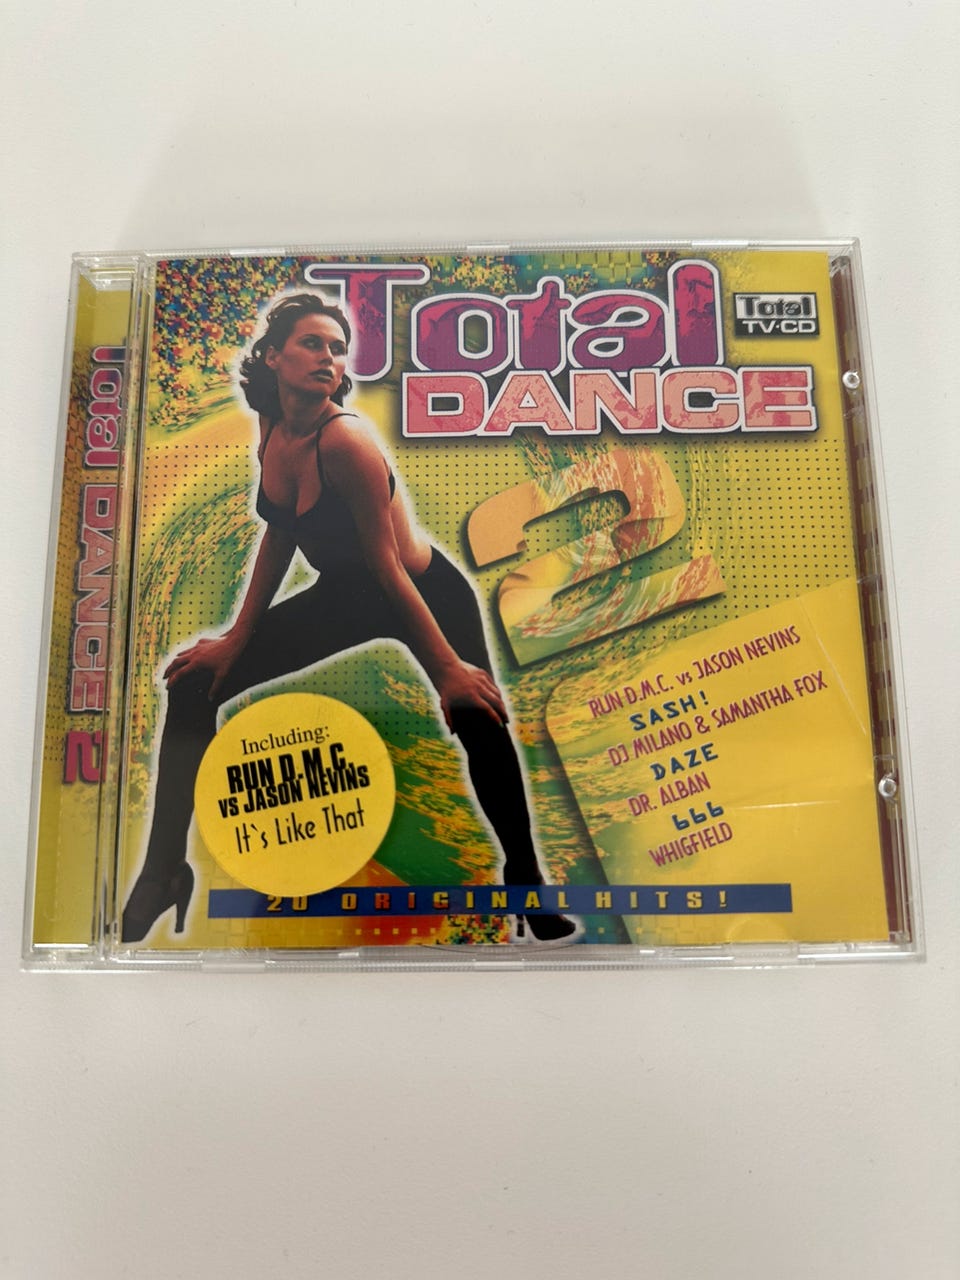 Total
DANCE
2
Total
TV·CD
Total DANCE 2
RUN D.M.C. vs JASON NEVINS
SASH!
DJ MILANO & SAMANTHA FOX
DAZE
DR. ALBAN
666
WHIGFIELD
Including:
RUN D.M.C.
VS JASON NEVINS
It`s Like That
20 ORIGINAL HITS!